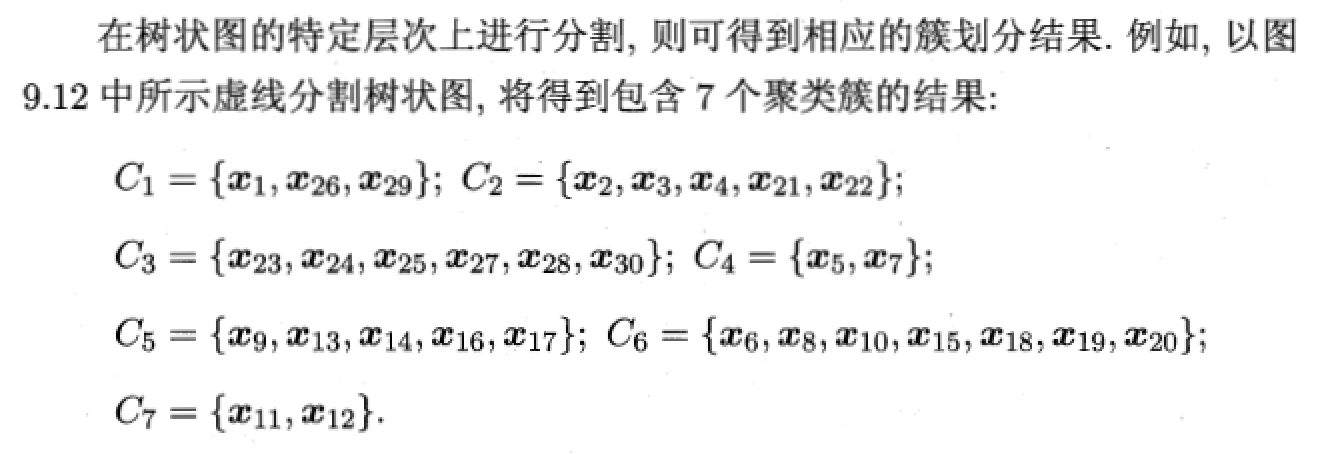 在树状图的特定层次上进行分割, 则可得到相应的簇划分结果. 例如, 以图
9.12 中所示虚线分割树状图, 将得到包含 7 个聚类簇的结果:
C₁ = {x₁, x₂₆, x₂₉}; C₂ = {x₂, x₃, x₄, x₂₁, x₂₂};
C₃ = {x₂₃, x₂₄, x₂₅, x₂₇, x₂₈, x₃₀}; C₄ = {x₅, x₇};
C₅ = {x₉, x₁₃, x₁₄, x₁₆, x₁₇}; C₆ = {x₆, x₈, x₁₀, x₁₅, x₁₈, x₁₉, x₂₀};
C₇ = {x₁₁, x₁₂}.